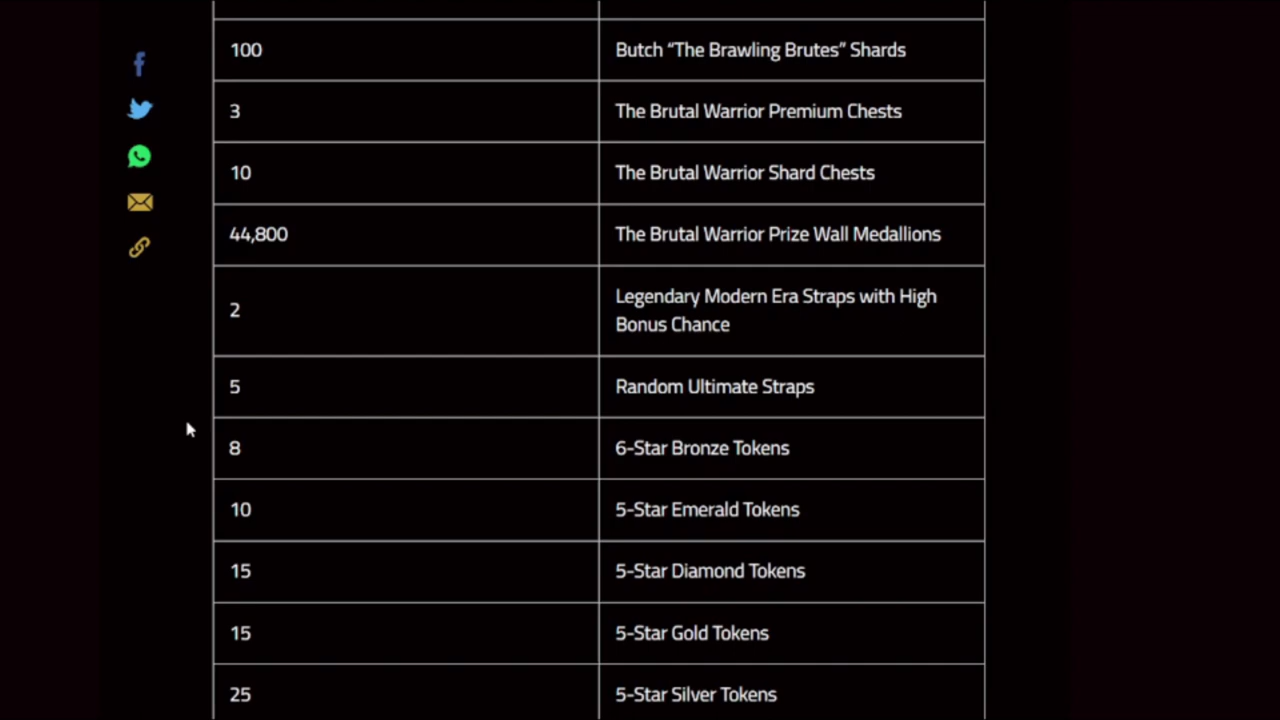 100 Butch “The Brawling Brutes” Shards
3 The Brutal Warrior Premium Chests
10 The Brutal Warrior Shard Chests
44,800 The Brutal Warrior Prize Wall Medallions
2 Legendary Modern Era Straps with High
Bonus Chance
5 Random Ultimate Straps
8 6-Star Bronze Tokens
10 5-Star Emerald Tokens
15 5-Star Diamond Tokens
15 5-Star Gold Tokens
25 5-Star Silver Tokens